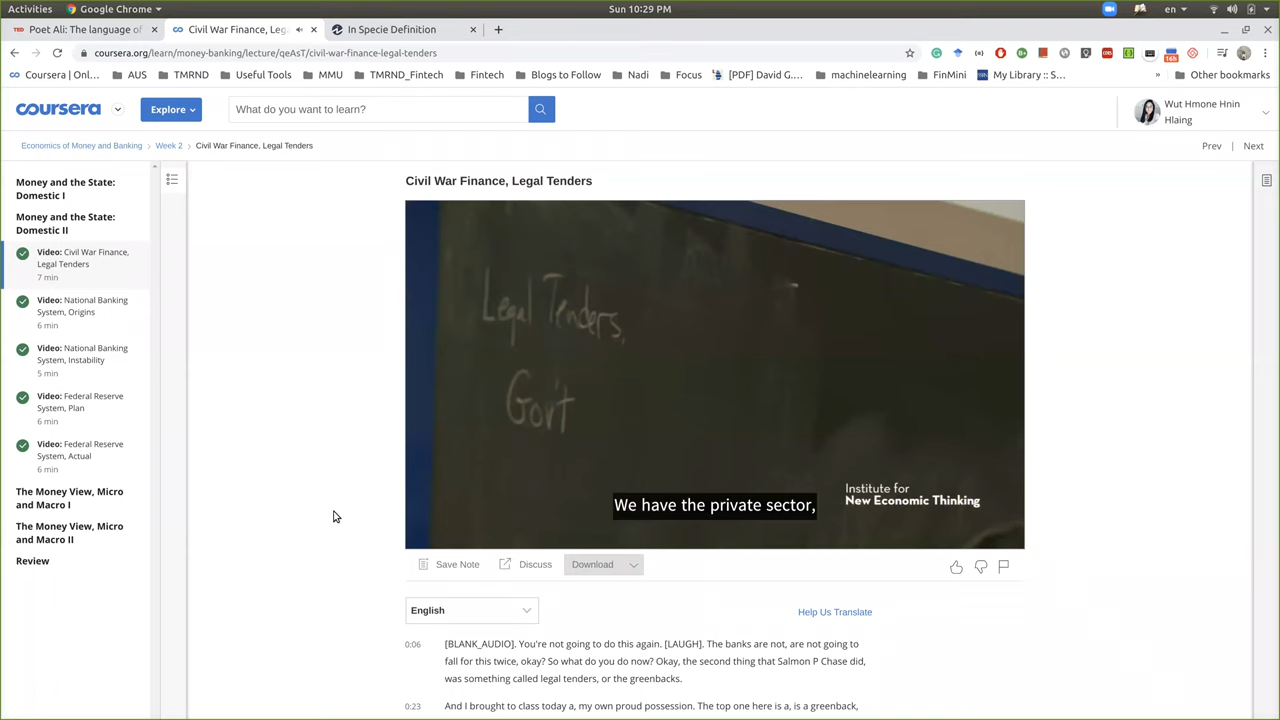 Activities
Google Chrome
Sun 10:29 PM
en
Poet Ali: The language of
Civil War Finance, Leg
In Specie Definition
coursera.org/learn/money-banking/lecture/qeAsT/civil-war-finance-legal-tenders
Coursera | Onl...
AUS
TMRND
Useful Tools
MMU
TMRND_Fintech
Fintech
Blogs to Follow
Nadi
Focus
[PDF] David G....
machinelearning
FinMini
My Library :: S...
»
Other bookmarks
coursera
Explore
What do you want to learn?
Wut Hmone Hnin
Hlaing
Economics of Money and Banking
Week 2
Civil War Finance, Legal Tenders
Prev | Next
Money and the State:
Domestic I
Money and the State:
Domestic II
Video: Civil War Finance,
Legal Tenders
7 min
Video: National Banking
System, Origins
6 min
Video: National Banking
System, Instability
5 min
Video: Federal Reserve
System, Plan
6 min
Video: Federal Reserve
System, Actual
6 min
The Money View, Micro
and Macro I
The Money View, Micro
and Macro II
Review
Civil War Finance, Legal Tenders
Legal Tenders,
Gov't
We have the private sector,
Institute for
New Economic Thinking
Save Note
Discuss
Download
English
Help Us Translate
0:06
[BLANK_AUDIO]. You're not going to do this again. [LAUGH]. The banks are not, are not going to
fall for this twice, okay? So what do you do now? Okay, the second thing that Salmon P Chase did,
was something called legal tenders, or the greenbacks.
0:23
And I brought to class today a, my own proud possession. The top one here is a, is a greenback,